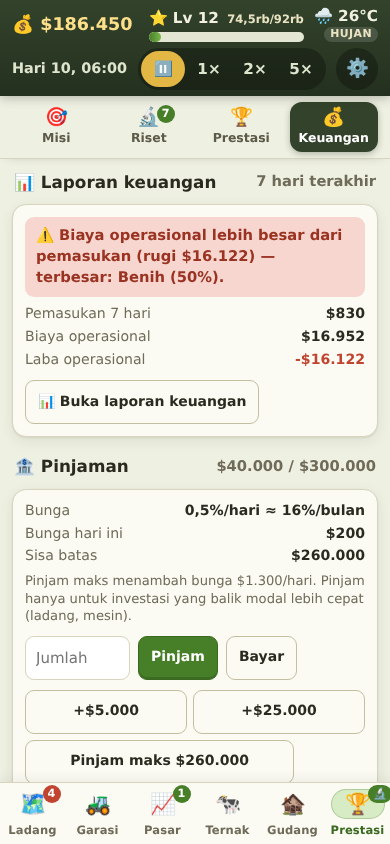 $186.450
Lv 12 74,5rb/92rb
26°C
HUJAN
Hari 10, 06:00
1×
2×
5×
Misi
7
Riset
Prestasi
Keuangan
Laporan keuangan
7 hari terakhir
Biaya operasional lebih besar dari
pemasukan (rugi $16.122) —
terbesar: Benih (50%).
Pemasukan 7 hari $830
Biaya operasional $16.952
Laba operasional -$16.122
Buka laporan keuangan
Pinjaman
$40.000 / $300.000
Bunga 0,5%/hari ≈ 16%/bulan
Bunga hari ini $200
Sisa batas $260.000
Pinjam maks menambah bunga $1.300/hari. Pinjam
hanya untuk investasi yang balik modal lebih cepat
(ladang, mesin).
Jumlah
Pinjam
Bayar
+$5.000
+$25.000
Pinjam maks $260.000
4
Ladang
Garasi
1
Pasar
Ternak
Gudang
Prestasi